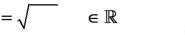 = √ ∈ ℝ